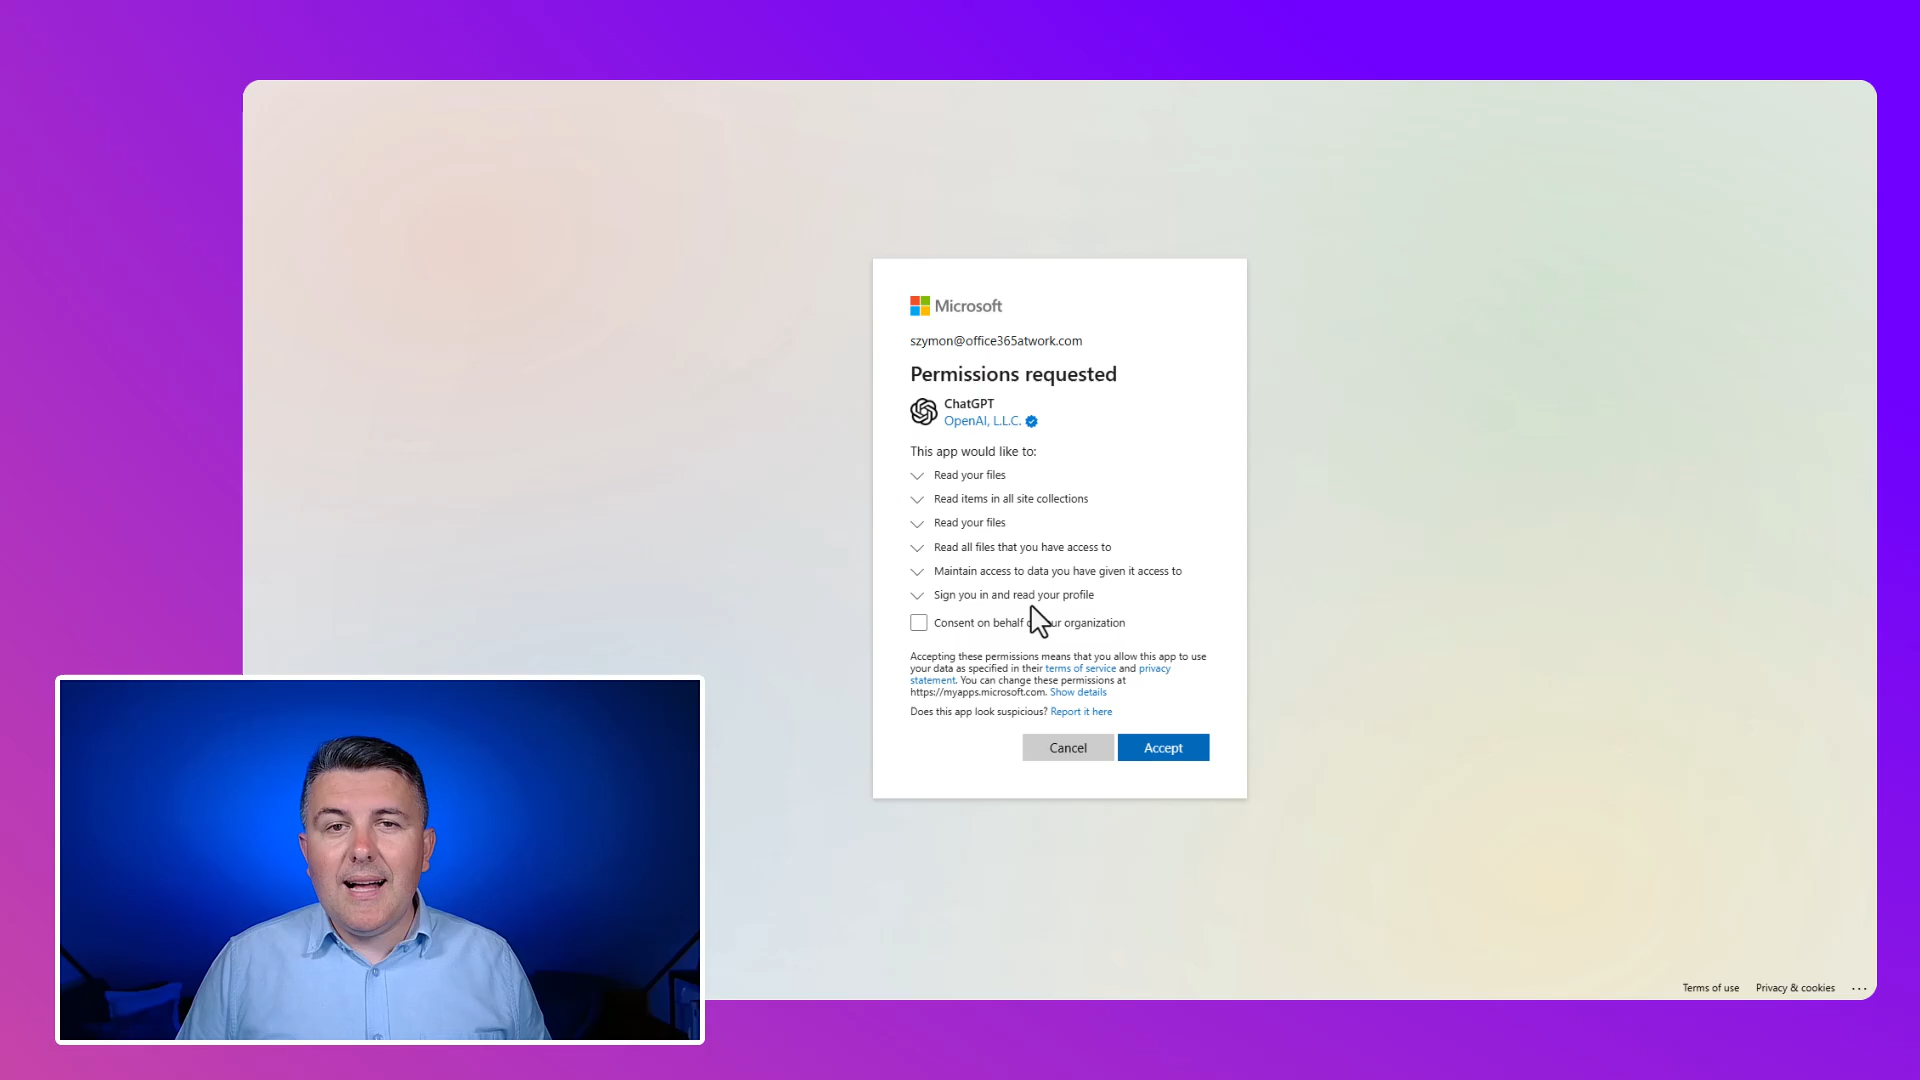 Microsoft
szymon@office365atwork.com
Permissions requested
ChatGPT
OpenAI, L.L.C.
This app would like to:
Read your files
Read items in all site collections
Read your files
Read all files that you have access to
Maintain access to data you have given it access to
Sign you in and read your profile
Consent on behalf ur organization
Accepting these permissions means that you allow this app to use
your data as specified in their terms of service and privacy
statement. You can change these permissions at
https://myapps.microsoft.com. Show details
Does this app look suspicious? Report it here
Cancel Accept
Terms of use Privacy & cookies ...